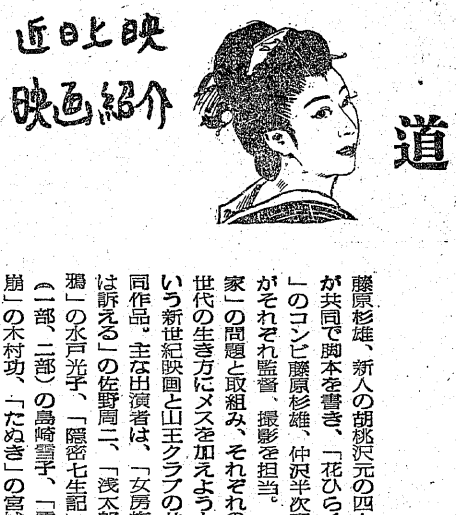 近日上映
映画紹介
道
藤原杉雄、新人の胡桃沢元の四
が共同で脚本を書き、「花ひら
」のコンビ藤原杉雄、仲沢半次
がそれぞれ監督、撮影を担当。
家」の問題と取組み、それぞれの
世代の生き方にメスを加えよう
いう新世紀映画と山王クラブの
同作品。主な出演者は、「女房
は訴える」の佐野周二、「浅太郎
鴉」の水戸光子、「隠密七生記
(一部、二部)の島崎雪子、「
崩」の木村功、「たぬき」の宮城